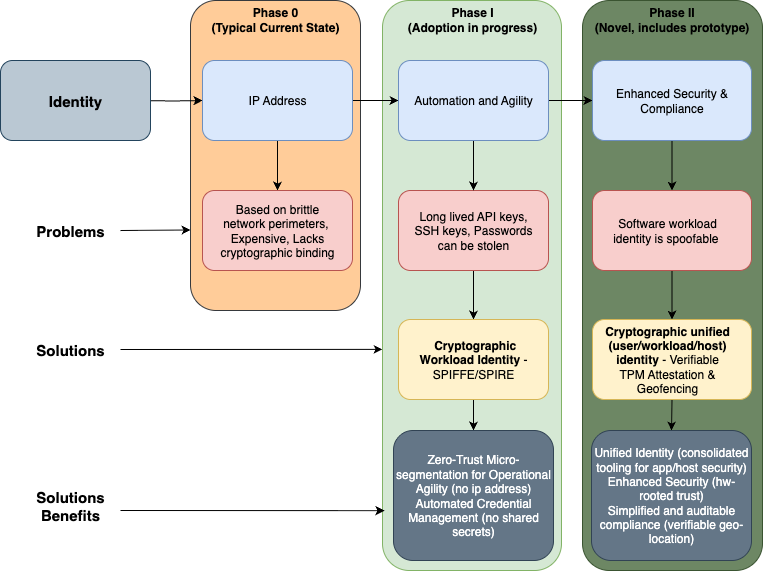 Phase 0
(Typical Current State)
Phase I
(Adoption in progress)
Phase II
(Novel, includes prototype)
Identity
IP Address
Automation and Agility
Enhanced Security &
Compliance
Problems
Based on brittle
network perimeters,
Expensive, Lacks
cryptographic binding
Long lived API keys,
SSH keys, Passwords
can be stolen
Software workload
identity is spoofable
Solutions
Cryptographic
Workload Identity -
SPIFFE/SPIRE
Cryptographic unified
(user/workload/host)
identity - Verifiable
TPM Attestation &
Geofencing
Solutions
Benefits
Zero-Trust Micro-
segmentation for Operational
Agility (no ip address)
Automated Credential
Management (no shared
secrets)
Unified Identity (consolidated
tooling for app/host security)
Enhanced Security (hw-
rooted trust)
Simplified and auditable
compliance (verifiable geo-
location)